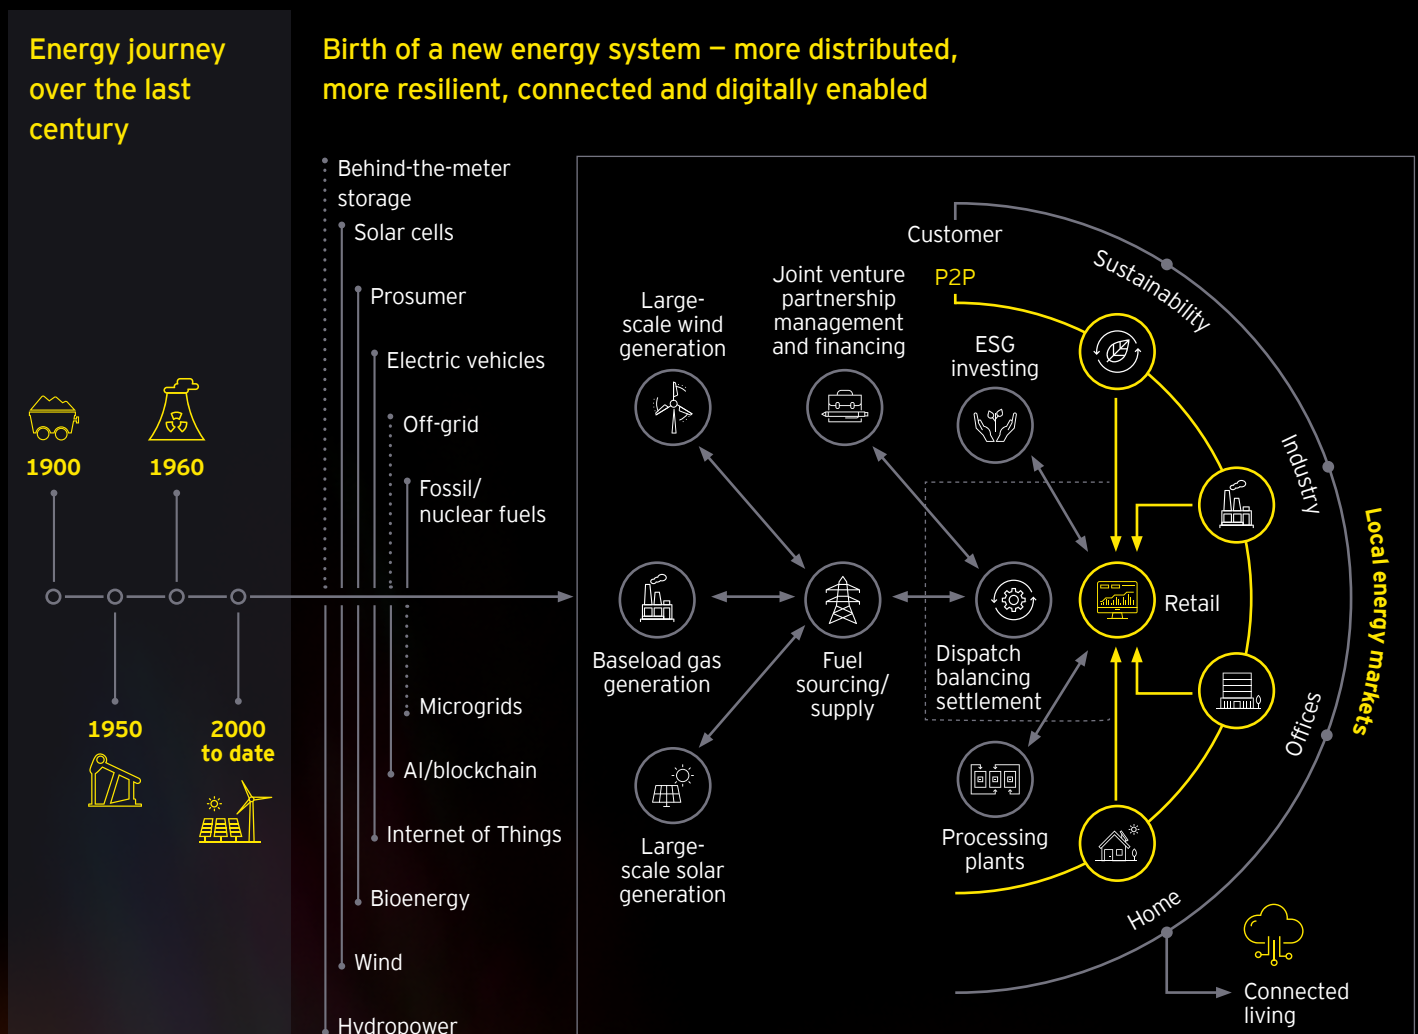 Energy journey
over the last
century
Birth of a new energy system – more distributed,
more resilient, connected and digitally enabled
1900
1960
1950
2000
to date
Behind-the-meter
storage
Solar cells
Prosumer
Electric vehicles
Off-grid
Fossil/
nuclear fuels
Microgrids
AI/blockchain
Internet of Things
Bioenergy
Wind
Hydropower
Large-
scale wind
generation
Joint venture
partnership
management
and financing
Customer
P2P
ESG
investing
Baseload gas
generation
Fuel
sourcing/
supply
Dispatch
balancing
settlement
Retail
Large-
scale solar
generation
Processing
plants
Sustainability
Industry
Offices
Home
Local energy markets
Connected
living